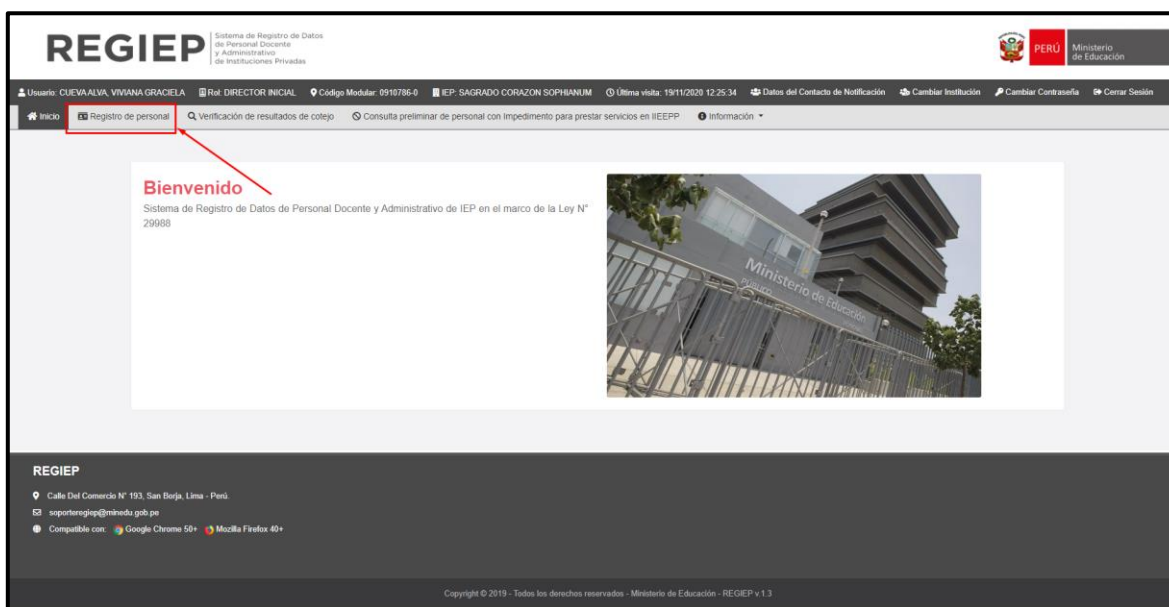 REGIEP
Sistema de Registro de Datos
de Personal Docente
y Administrativo
de Instituciones Privadas
PERÚ
Ministerio
de Educación
Usuario: CUEVA ALVA, VIVIANA GRACIELA Rol: DIRECTOR INICIAL Código Modular: 0910786-0 IEP: SAGRADO CORAZON SOPHIANUM Última visita: 19/11/2020 12:25:34 Datos del Contacto de Notificación Cambiar Institución Cambiar Contraseña Cerrar Sesión
Inicio Registro de personal Verificación de resultados de cotejo Consulta preliminar de personal con Impedimento para prestar servicios en IIEEPP Información
Bienvenido
Sistema de Registro de Datos de Personal Docente y Administrativo de IEP en el marco de la Ley N°
29988
Ministerio de Educación
REGIEP
Calle Del Comercio N° 193, San Borja, Lima - Perú.
soporteregiep@minedu.gob.pe
Compatible con: Google Chrome 50+ Mozilla Firefox 40+
Copyright © 2019 - Todos los derechos reservados - Ministerio de Educación - REGIEP v.1.3